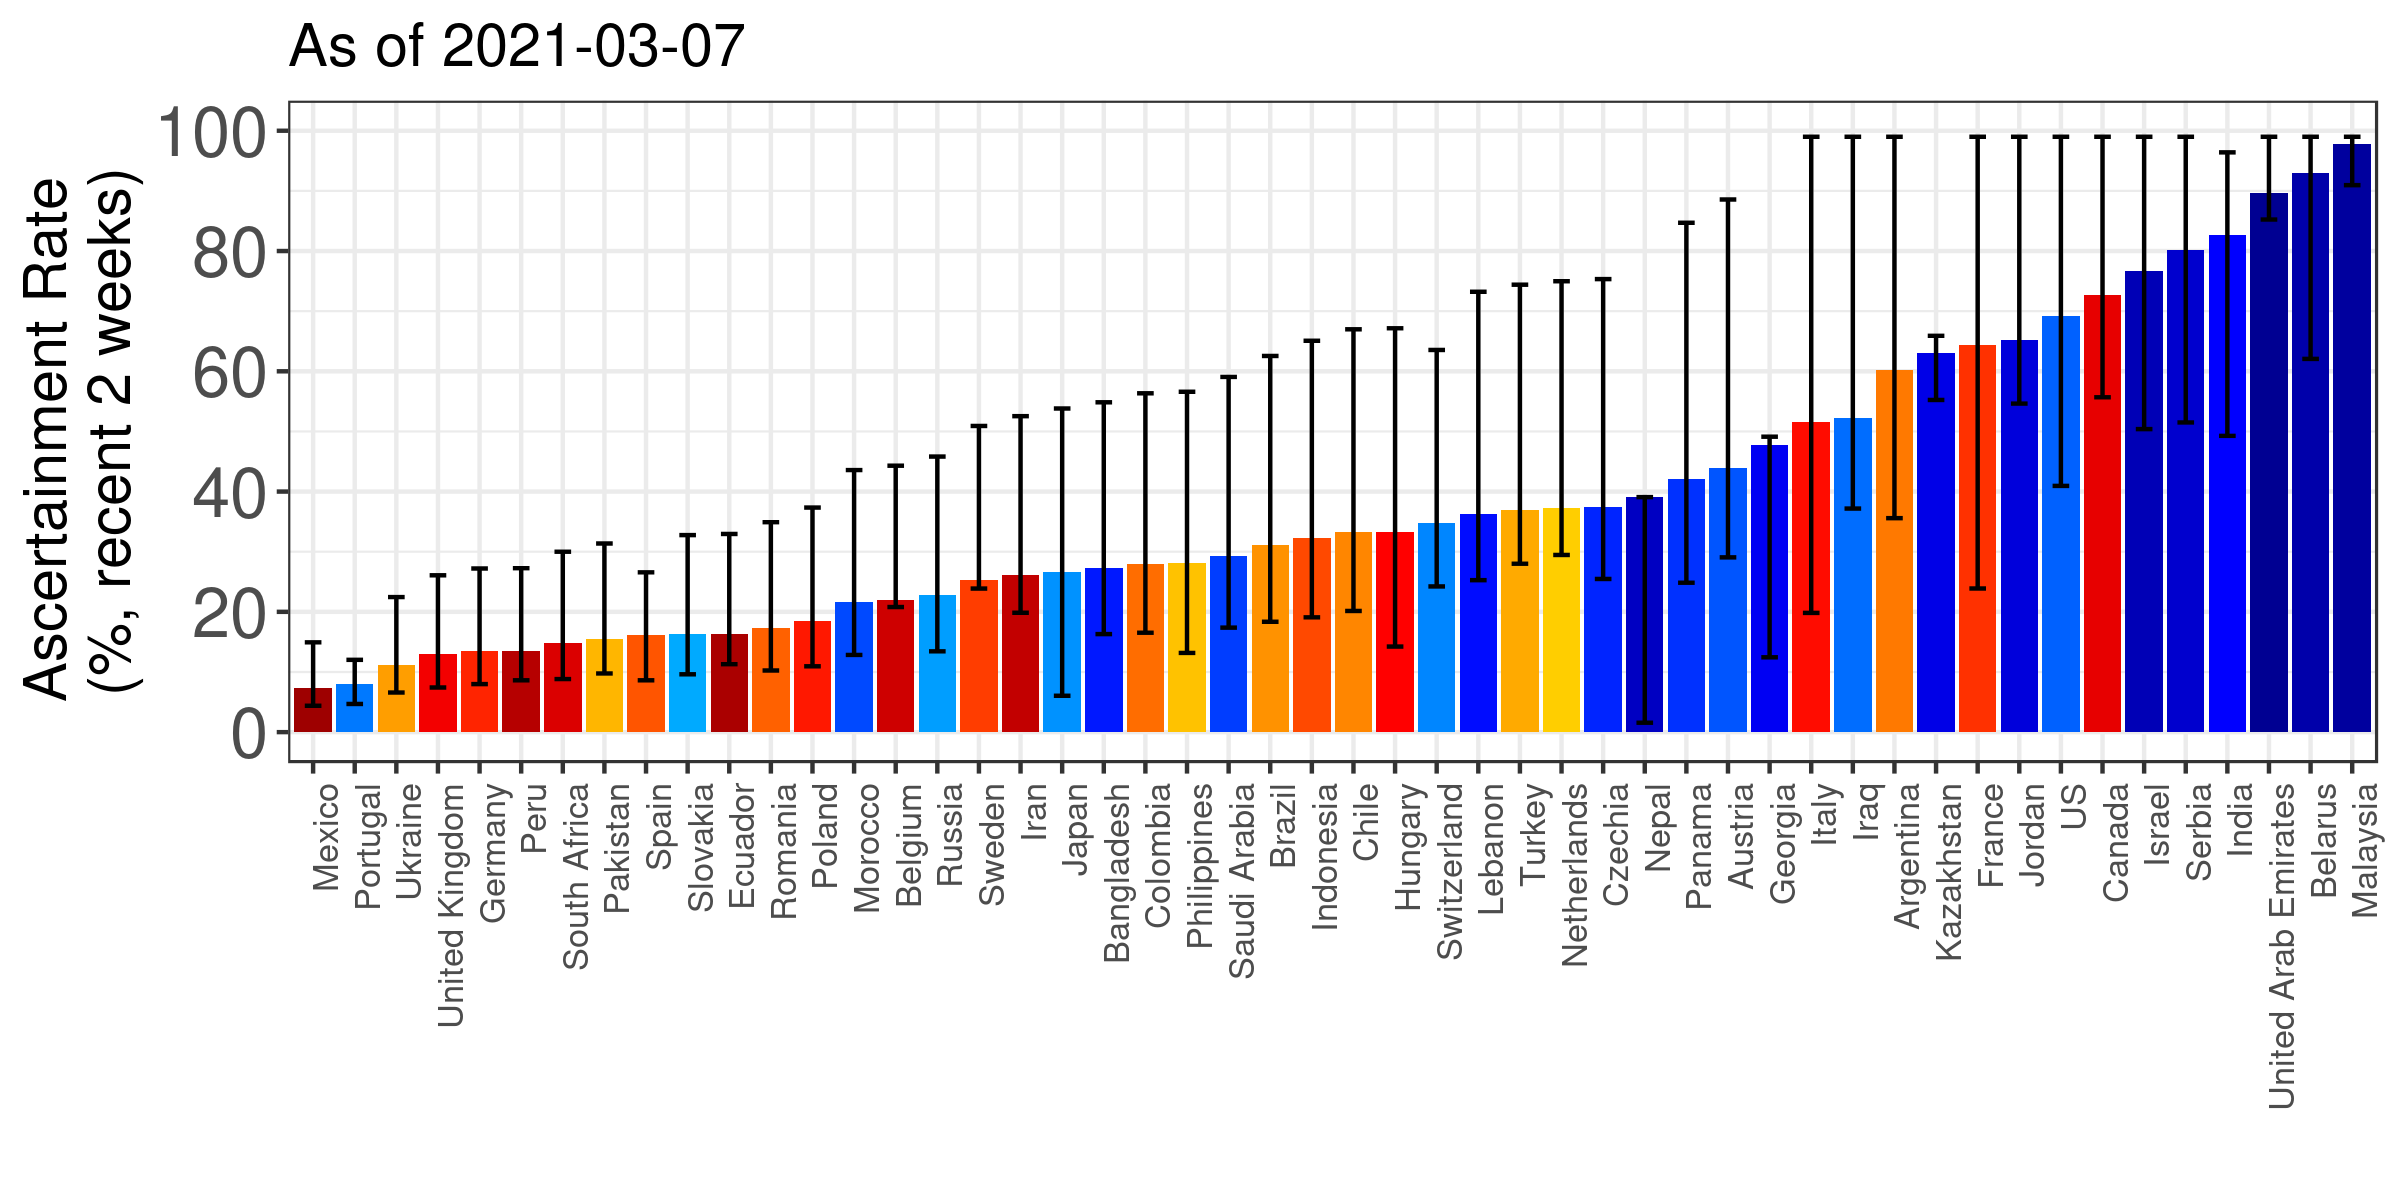 As of 2021-03-07
Ascertainment Rate
(%, recent 2 weeks)
100
80
60
40
20
0
Mexico
Portugal
Ukraine
United Kingdom
Germany
Peru
South Africa
Pakistan
Spain
Slovakia
Ecuador
Romania
Poland
Morocco
Belgium
Russia
Sweden
Iran
Japan
Bangladesh
Colombia
Philippines
Saudi Arabia
Brazil
Indonesia
Chile
Hungary
Switzerland
Lebanon
Turkey
Netherlands
Czechia
Nepal
Panama
Austria
Georgia
Italy
Iraq
Argentina
Kazakhstan
France
Jordan
US
Canada
Israel
Serbia
India
United Arab Emirates
Belarus
Malaysia